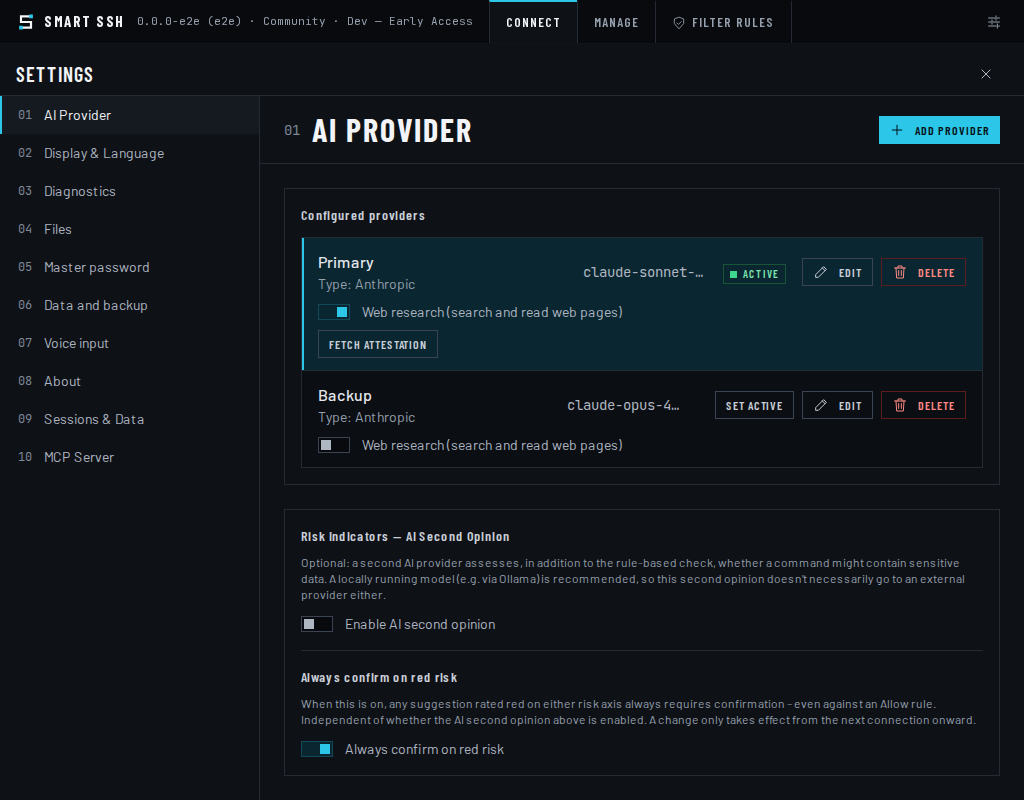 SMART SSH 0.0.0-e2e (e2e) · Community · Dev — Early Access CONNECT MANAGE FILTER RULES
SETTINGS
01 AI Provider
02 Display & Language
03 Diagnostics
04 Files
05 Master password
06 Data and backup
07 Voice input
08 About
09 Sessions & Data
10 MCP Server
01 AI PROVIDER
ADD PROVIDER
Configured providers
Primary
Type: Anthropic
claude-sonnet-…
ACTIVE
EDIT
DELETE
Web research (search and read web pages)
FETCH ATTESTATION
Backup
Type: Anthropic
claude-opus-4…
SET ACTIVE
EDIT
DELETE
Web research (search and read web pages)
Risk indicators — AI Second Opinion
Optional: a second AI provider assesses, in addition to the rule-based check, whether a command might contain sensitive
data. A locally running model (e.g. via Ollama) is recommended, so this second opinion doesn't necessarily go to an external
provider either.
Enable AI second opinion
Always confirm on red risk
When this is on, any suggestion rated red on either risk axis always requires confirmation - even against an Allow rule.
Independent of whether the AI second opinion above is enabled. A change only takes effect from the next connection onward.
Always confirm on red risk